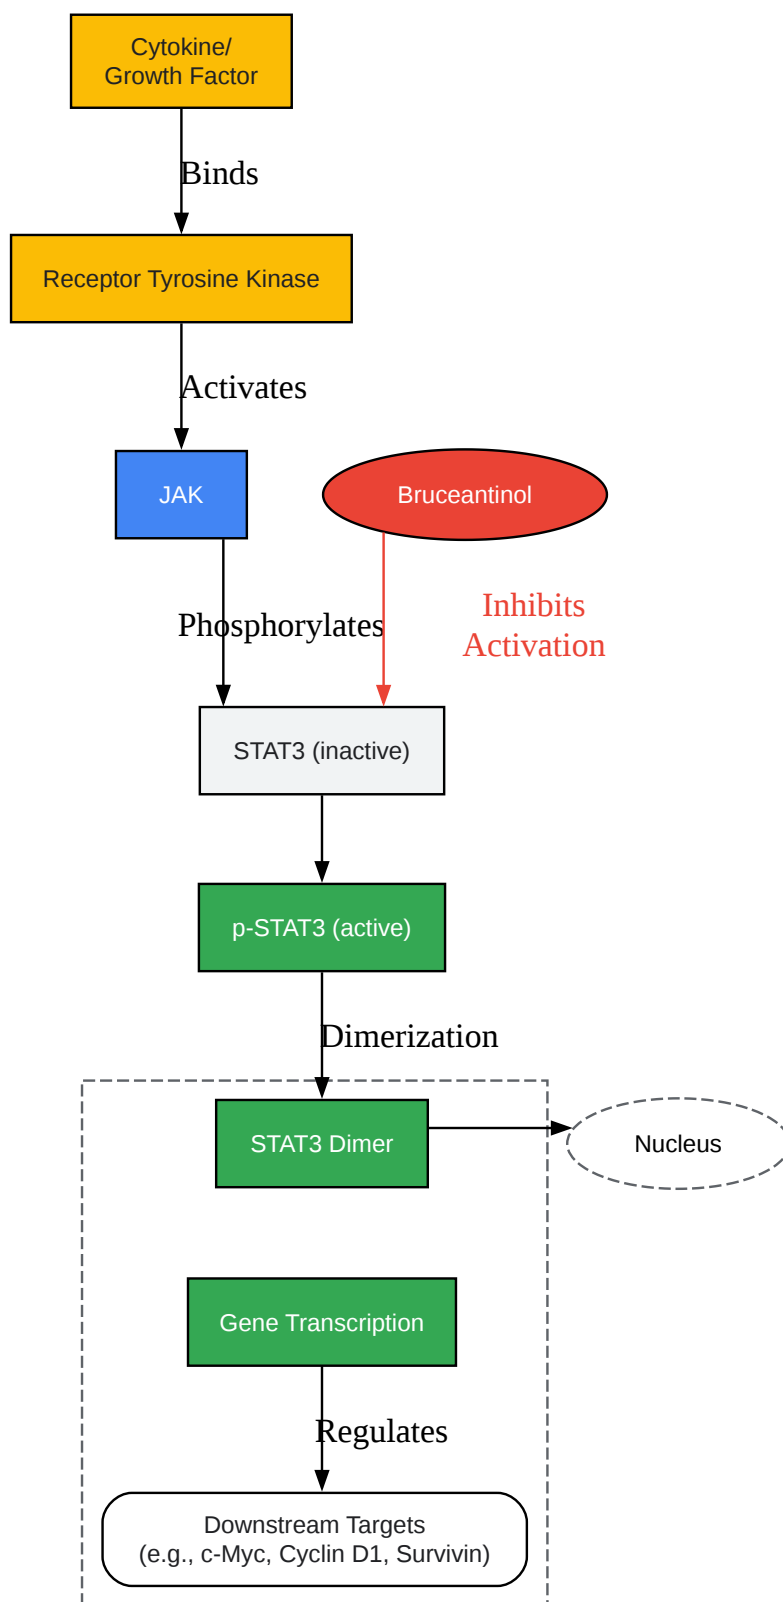 Cytokine/
Growth Factor
Binds
Receptor Tyrosine Kinase
Activates
JAK
Bruceantinol
Phosphorylates
Inhibits
Activation
STAT3 (inactive)
p-STAT3 (active)
Dimerization
STAT3 Dimer
Nucleus
Gene Transcription
Regulates
Downstream Targets
(e.g., c-Myc, Cyclin D1, Survivin)